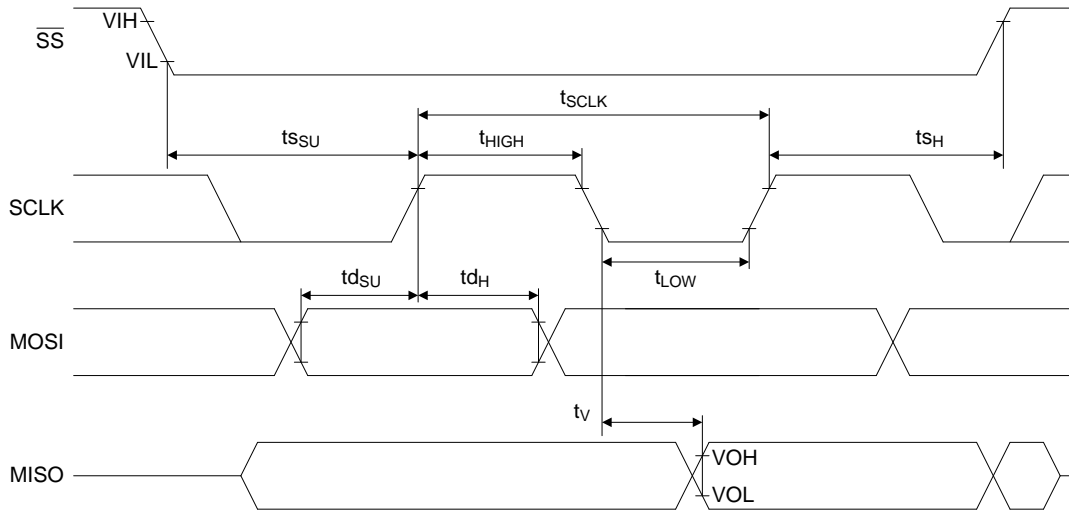 VIH
SS
VIL
tSCLK
tsSU
tHIGH
tsH
SCLK
tdSU
tdH
tLOW
MOSI
tV
VOH
MISO
VOL